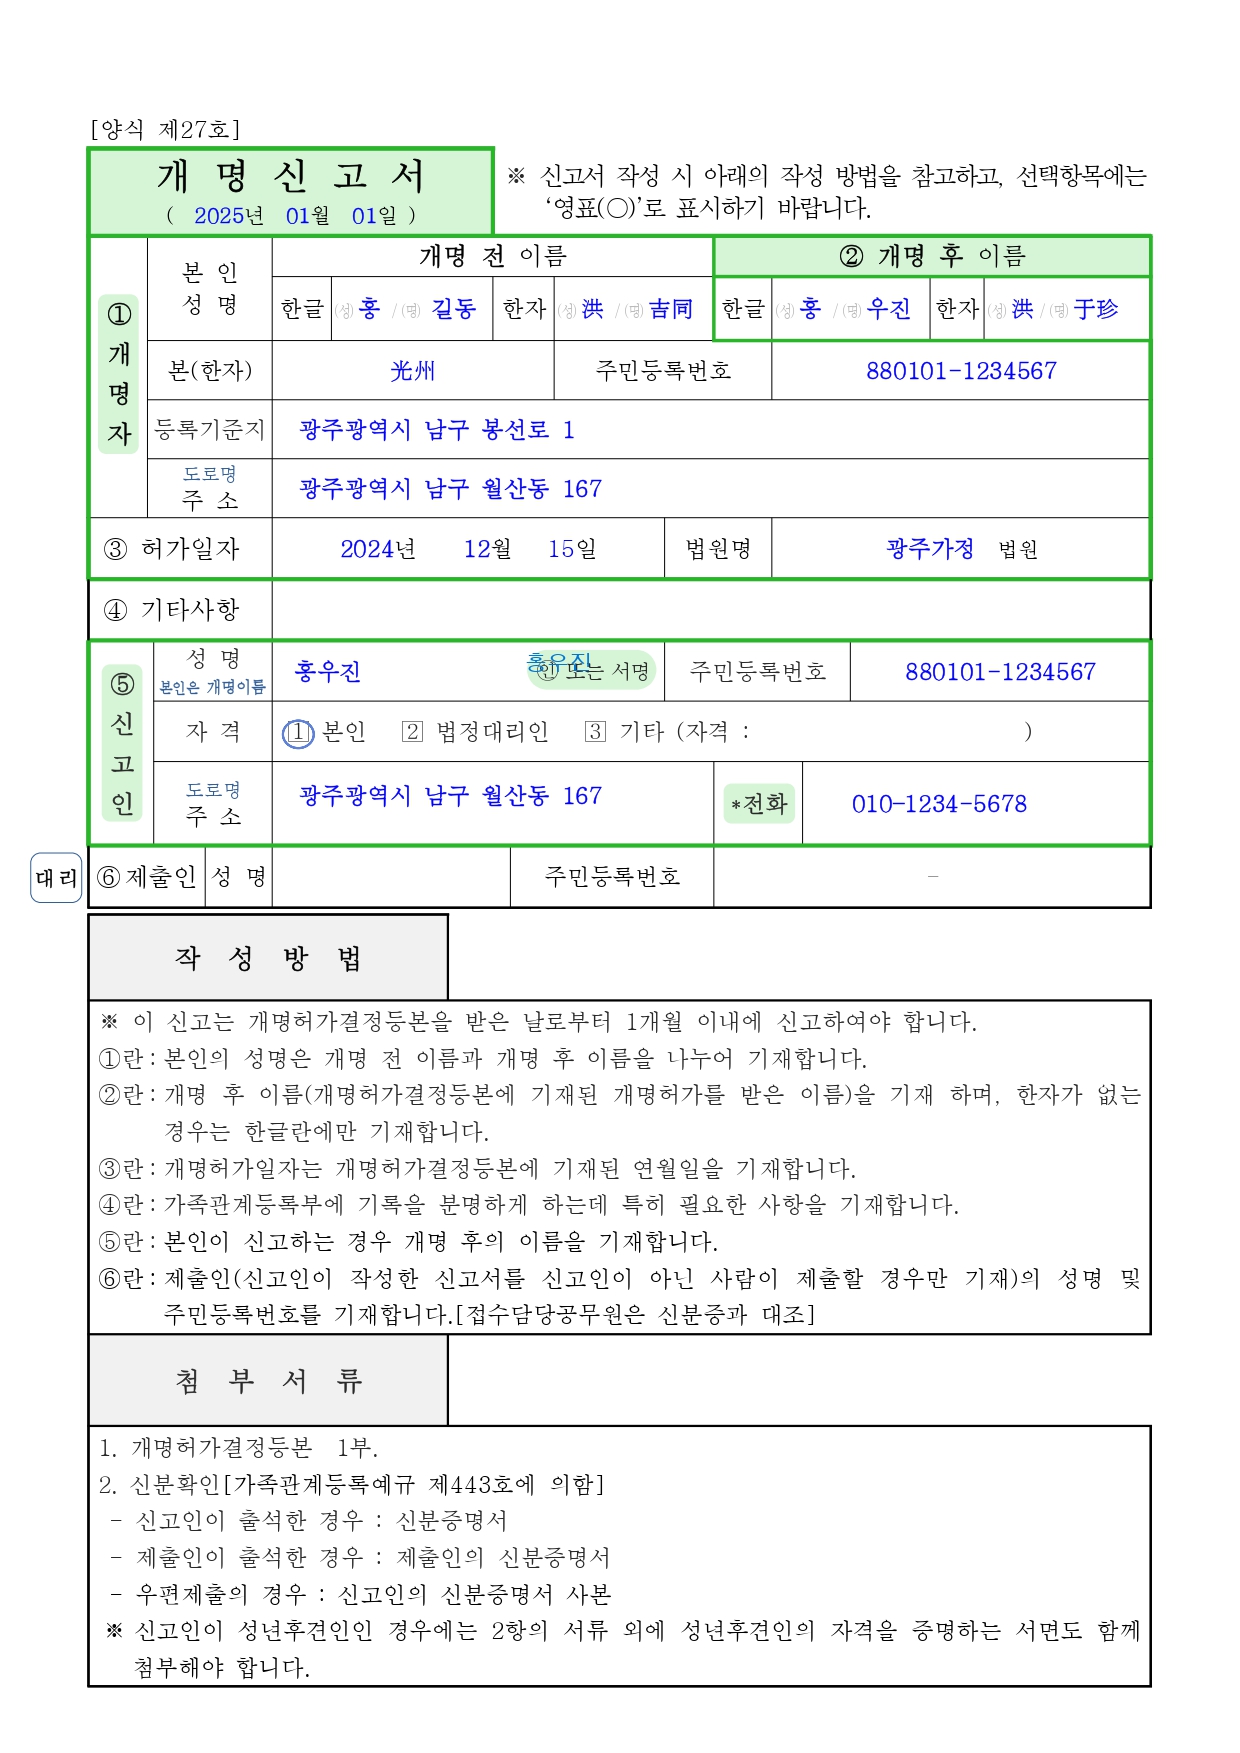 [양식 제27호]
개 명 신 고 서
( 2025년 01월 01일 )
※ 신고서 작성 시 아래의 작성 방법을 참고하고, 선택항목에는
‘영표(○)’로 표시하기 바랍니다.
① 개 명 자
본 인 성 명
개명 전 이름
② 개명 후 이름
한글 (성) 홍 / (명) 길동 한자 (성) 洪 / (명) 吉同 한글 (성) 홍 / (명) 우진 한자 (성) 洪 / (명) 于珍
본(한자) 光州 주민등록번호 880101-1234567
등록기준지 광주광역시 남구 봉선로 1
도로명 주 소 광주광역시 남구 월산동 167
③ 허가일자 2024년 12월 15일 법원명 광주가정 법원
④ 기타사항
⑤ 신 고 인
성 명 본인은 개명이름 홍우진 홍우진 ㉑ 또는 서명 주민등록번호 880101-1234567
자 격 1 본인 2 법정대리인 3 기타 (자격 : )
도로명 주 소 광주광역시 남구 월산동 167 *전화 010-1234-5678
대리 ⑥제출인 성 명 주민등록번호 -
작 성 방 법
※ 이 신고는 개명허가결정등본을 받은 날로부터 1개월 이내에 신고하여야 합니다.
①란 : 본인의 성명은 개명 전 이름과 개명 후 이름을 나누어 기재합니다.
②란 : 개명 후 이름(개명허가결정등본에 기재된 개명허가를 받은 이름)을 기재 하며, 한자가 없는
경우는 한글란에만 기재합니다.
③란 : 개명허가일자는 개명허가결정등본에 기재된 연월일을 기재합니다.
④란 : 가족관계등록부에 기록을 분명하게 하는데 특히 필요한 사항을 기재합니다.
⑤란 : 본인이 신고하는 경우 개명 후의 이름을 기재합니다.
⑥란 : 제출인(신고인이 작성한 신고서를 신고인이 아닌 사람이 제출할 경우만 기재)의 성명 및
주민등록번호를 기재합니다.[접수담당공무원은 신분증과 대조]
첨 부 서 류
1. 개명허가결정등본 1부.
2. 신분확인[가족관계등록예규 제443호에 의함]
- 신고인이 출석한 경우 : 신분증명서
- 제출인이 출석한 경우 : 제출인의 신분증명서
- 우편제출의 경우 : 신고인의 신분증명서 사본
※ 신고인이 성년후견인인 경우에는 2항의 서류 외에 성년후견인의 자격을 증명하는 서면도 함께
첨부해야 합니다.